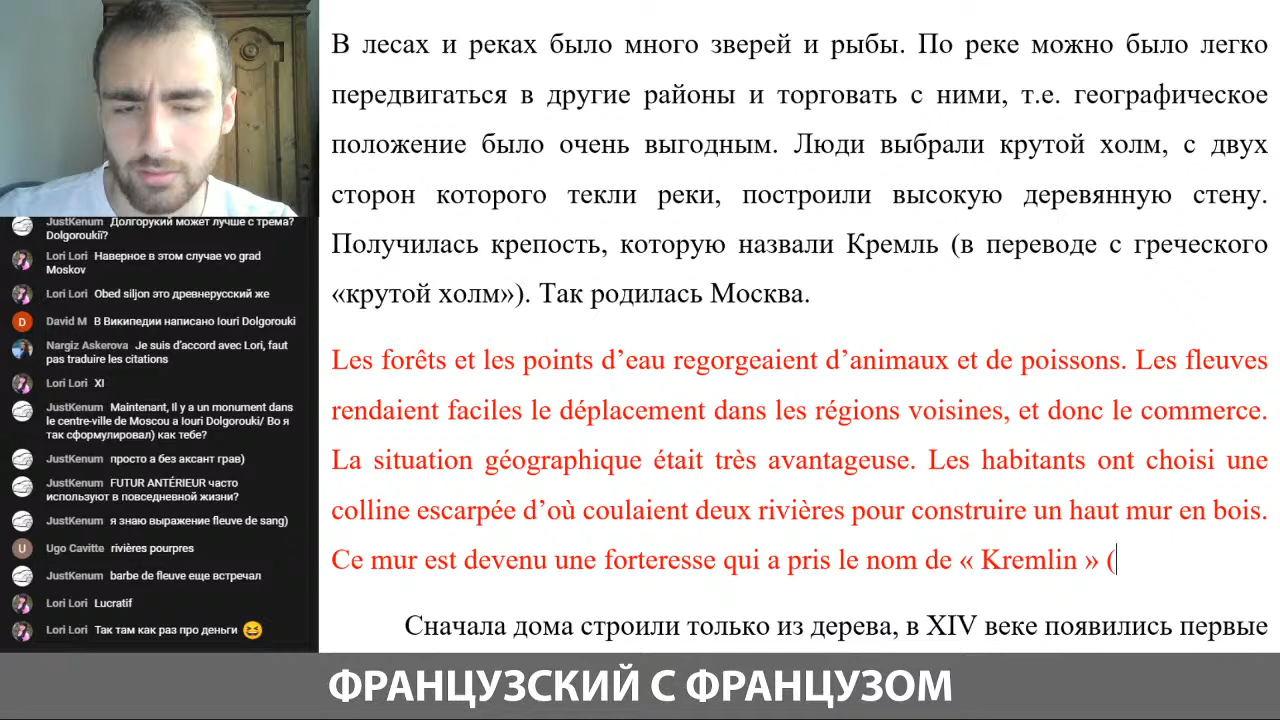 В лесах и реках было много зверей и рыбы. По реке можно было легко
передвигаться в другие районы и торговать с ними, т.е. географическое
положение было очень выгодным. Люди выбрали крутой холм, с двух
сторон которого текли реки, построили высокую деревянную стену.
Получилась крепость, которую назвали Кремль (в переводе с греческого
«крутой холм»). Так родилась Москва.
Les forêts et les points d’eau regorgeaient d’animaux et de poissons. Les fleuves
rendaient faciles le déplacement dans les régions voisines, et donc le commerce.
La situation géographique était très avantageuse. Les habitants ont choisi une
colline escarpée d’où coulaient deux rivières pour construire un haut mur en bois.
Ce mur est devenu une forteresse qui a pris le nom de « Kremlin » (
Сначала дома строили только из дерева, в XIV веке появились первые
JustKenum Долгорукий может лучше с трема?
Dolgoroukiï?
Lori Lori Наверное в этом случае vo grad
Moskov
Lori Lori Obed siljon это древнерусский же
D David M В Википедии написано Iouri Dolgorouki
Nargiz Askerova Je suis d’accord avec Lori, faut
pas traduire les citations
Lori Lori XI
JustKenum Maintenant, Il y a un monument dans
le centre-ville de Moscou a Iouri Dolgorouki/ Во я
так сформулировал) как тебе?
JustKenum просто а без аксант грав)
JustKenum FUTUR ANTÉRIEUR часто
используют в повседневной жизни?
JustKenum я знаю выражение fleuve de sang)
U Ugo Cavitte rivières pourpres
JustKenum barbe de fleuve еще встречал
Lori Lori Lucratif
Lori Lori Так там как раз про деньги 😆
ФРАНЦУЗСКИЙ С ФРАНЦУЗОМ